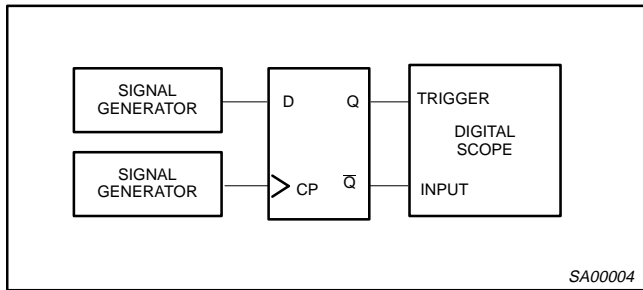 SIGNAL
GENERATOR
D
Q
TRIGGER
DIGITAL
SCOPE
SIGNAL
GENERATOR
CP
Q̅
INPUT
SA00004